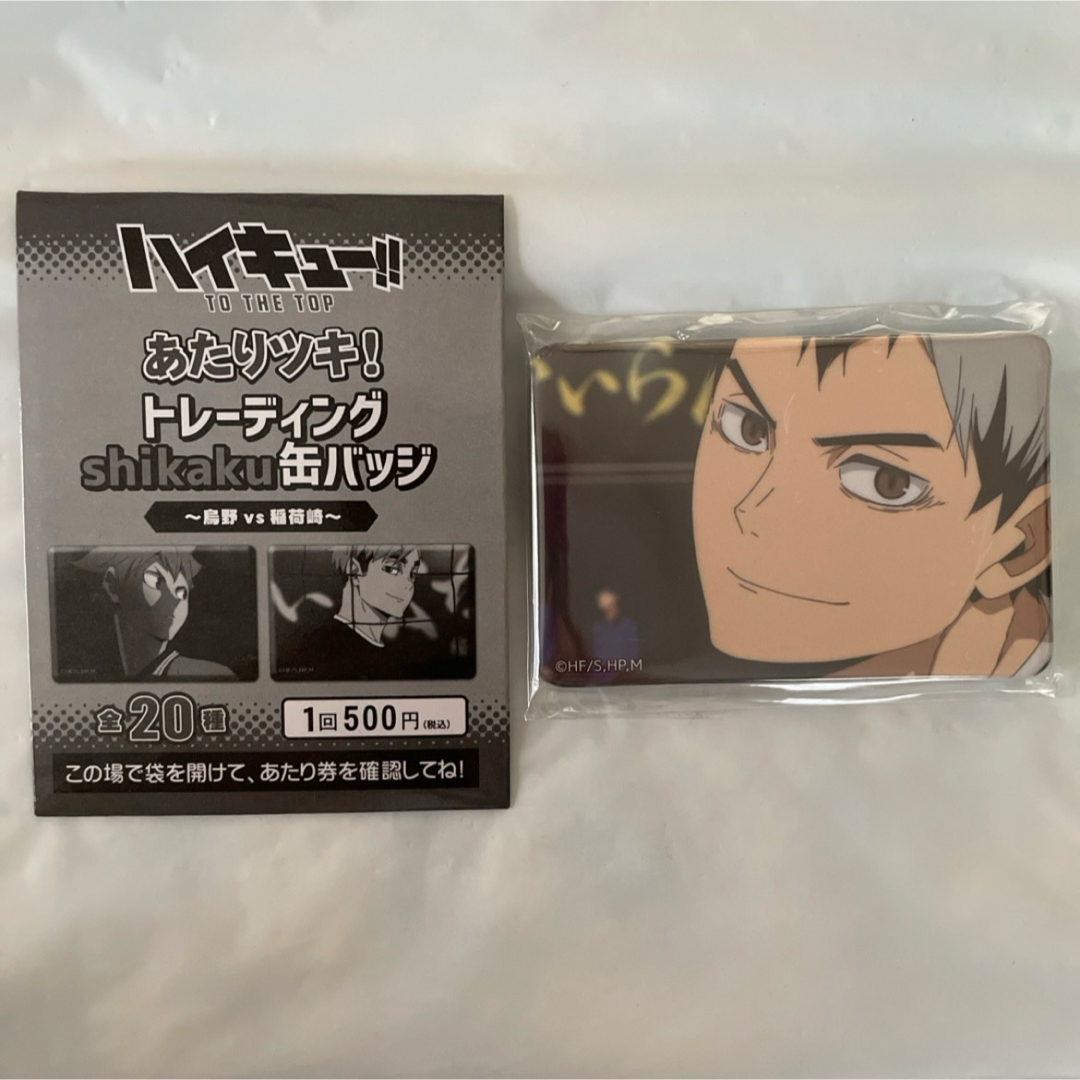 ハイキュー!!
TO THE TOP
あたりツキ!
トレーディング
shikaku缶バッジ
～烏野 vs 稲荷崎～
全20種
1回500円(税込)
この場で袋を開けて、あたり券を確認してね!
いら
©HF/S,HP,M